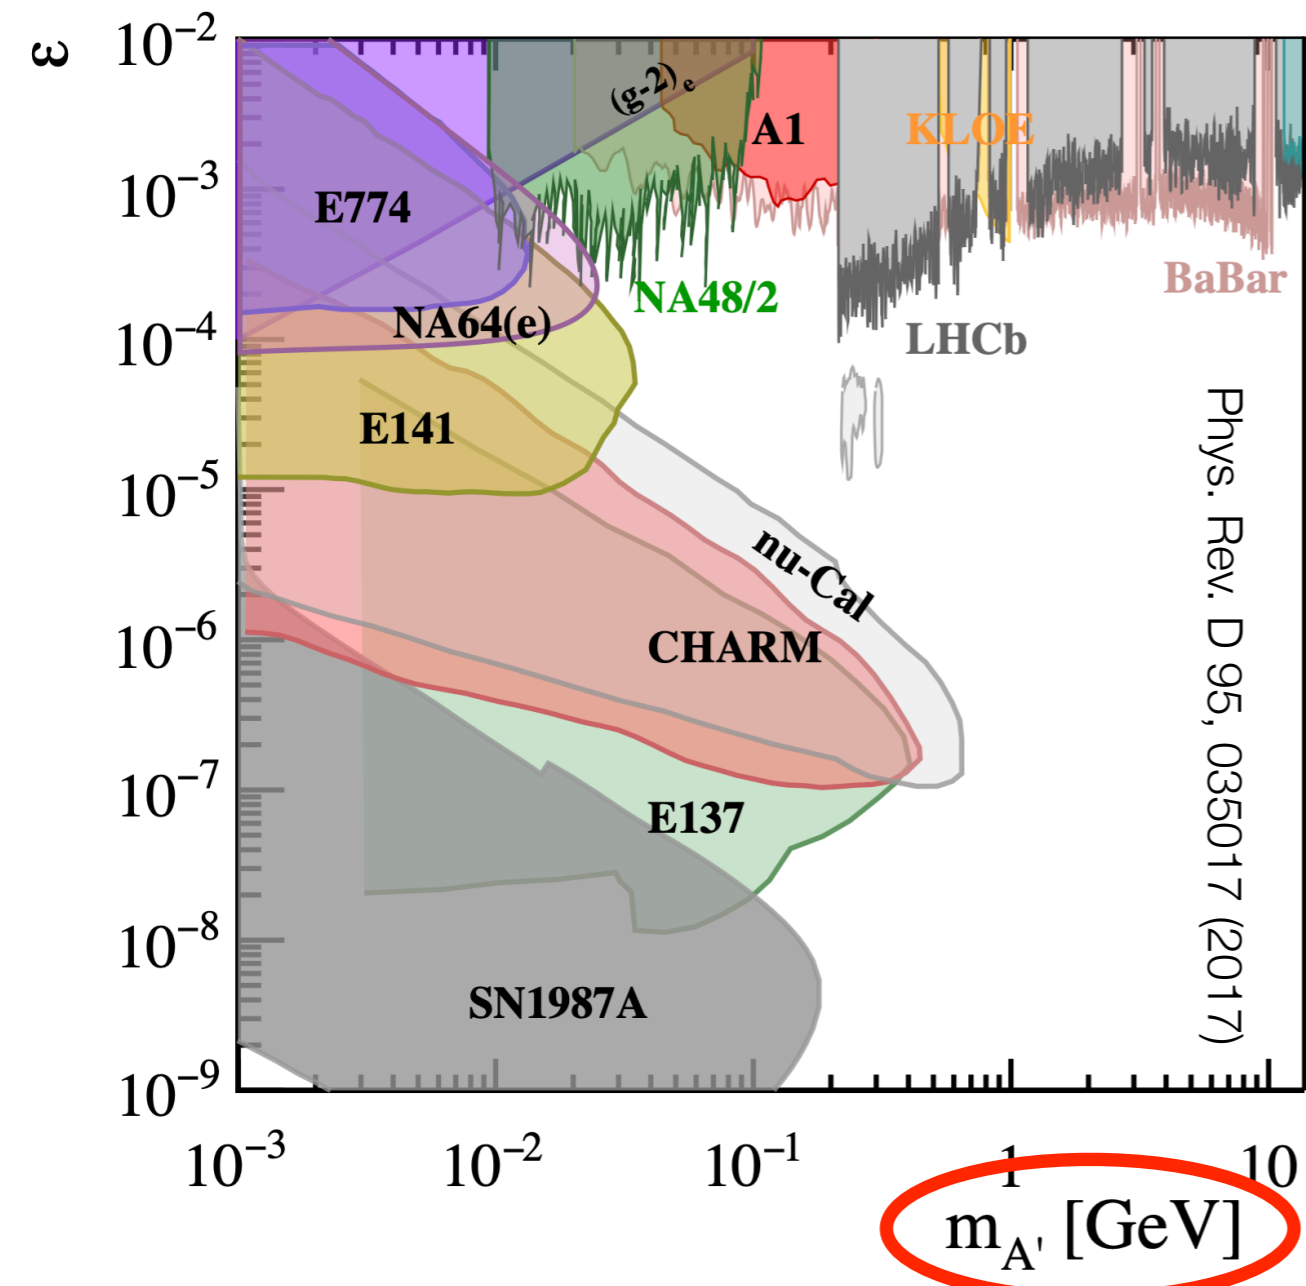 ε
10⁻²
10⁻³
10⁻⁴
10⁻⁵
10⁻⁶
10⁻⁷
10⁻⁸
10⁻⁹
(g-2)ₑ
A1
KLOE
E774
NA48/2
BaBar
NA64(e)
LHCb
E141
nu-Cal
CHARM
E137
SN1987A
Phys. Rev. D 95, 035017 (2017)
10⁻³ 10⁻² 10⁻¹ 1 10
m_A' [GeV]